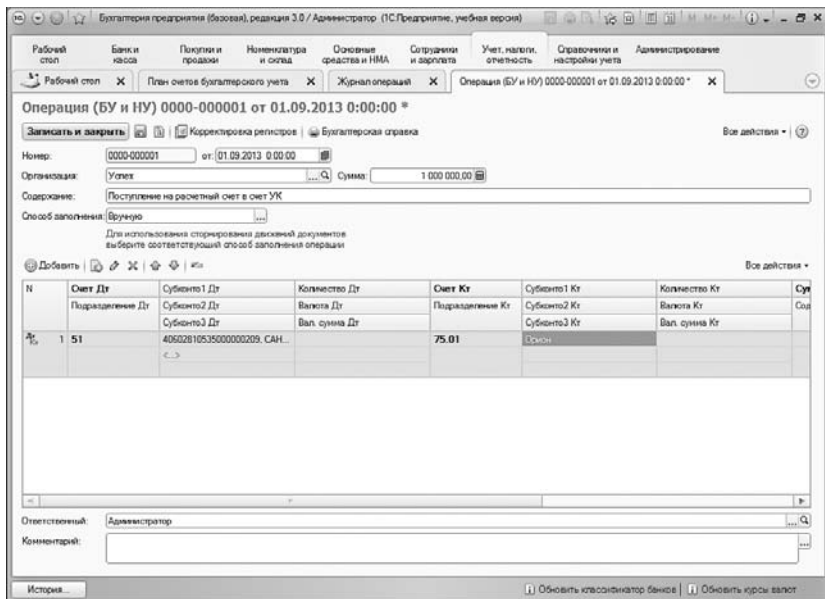 Бухгалтерия предприятия (базовая), редакция 3.0 / Администратор (1С:Предприятие, учебная версия)
M M+ M-
Рабочий стол
Банк и касса
Покупки и продажи
Номенклатура и склад
Основные средства и НМА
Сотрудники и зарплата
Учет, налоги, отчетность
Справочники и настройки учета
Администрирование
Рабочий стол
План счетов бухгалтерского учета
Журнал операций
Операция (БУ и НУ) 0000-000001 от 01.09.2013 0:00:00 *
Операция (БУ и НУ) 0000-000001 от 01.09.2013 0:00:00 *
Записать и закрыть
Корректировка регистров
Бухгалтерская справка
Все действия
Номер: 0000-000001 от: 01.09.2013 0:00:00
Организация: Успех ... Сумма: 1 000 000,00
Содержание: Поступление на расчетный счет в счет УК
Способ заполнения: Вручную ...
Для использования сторнирования движений документов
выберите соответствующий способ заполнения операции
Добавить
Все действия
N Счет Дт Субконто1 Дт Количество Дт Счет Кт Субконто1 Кт Количество Кт Сум
Подразделение Дт Субконто2 Дт Валюта Дт Подразделение Кт Субконто2 Кт Валюта Кт Сод
Субконто3 Дт Вал. сумма Дт Субконто3 Кт Вал. сумма Кт
Дт Кт 1 51 40602810535000000209, САН... 75.01 Орион
<...>
Ответственный: Администратор ...
Комментарий: ...
История...
Обновить классификатор банков
Обновить курсы валют